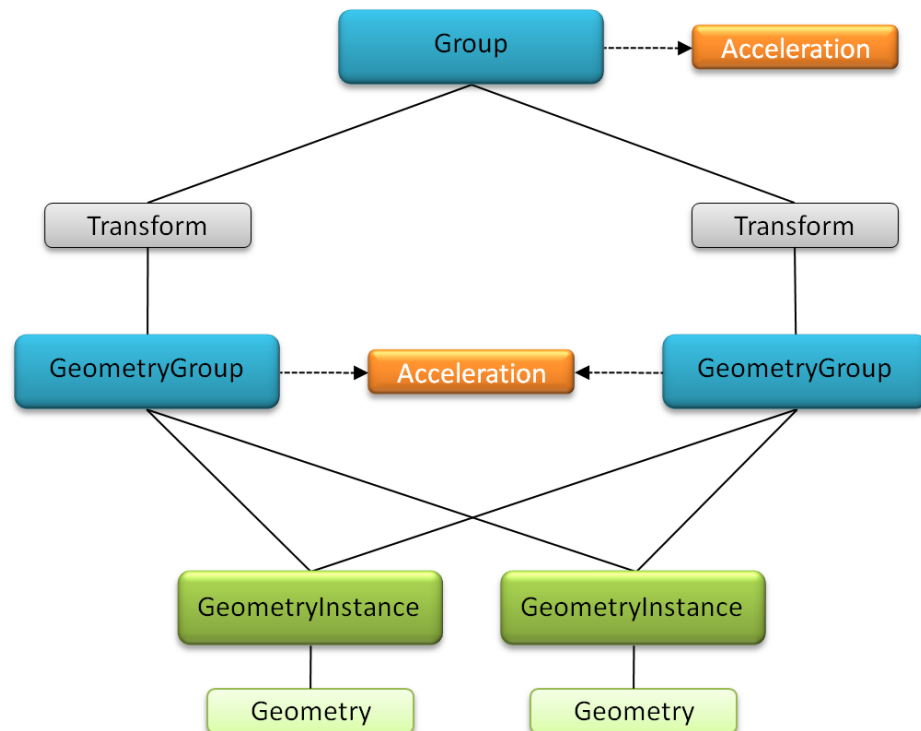 Group
Acceleration
Transform
Transform
GeometryGroup
Acceleration
GeometryGroup
GeometryInstance
GeometryInstance
Geometry
Geometry